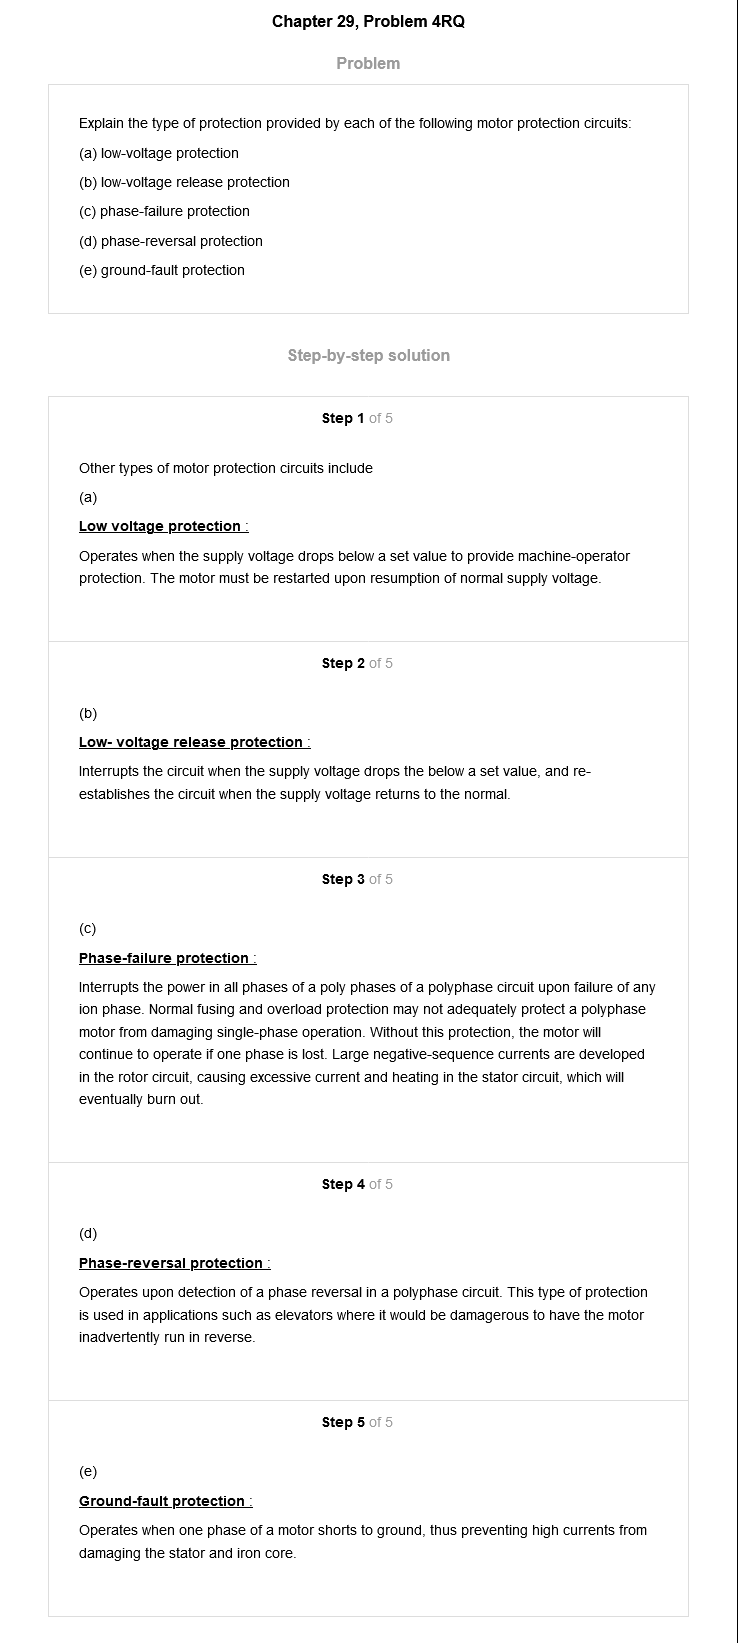 Chapter 29, Problem 4RQ
Problem
Explain the type of protection provided by each of the following motor protection circuits:
(a) low-voltage protection
(b) low-voltage release protection
(c) phase-failure protection
(d) phase-reversal protection
(e) ground-fault protection
Step-by-step solution
Step 1 of 5
Other types of motor protection circuits include
(a)
Low voltage protection :
Operates when the supply voltage drops below a set value to provide machine-operator
protection. The motor must be restarted upon resumption of normal supply voltage.
Step 2 of 5
(b)
Low- voltage release protection :
Interrupts the circuit when the supply voltage drops the below a set value, and re-
establishes the circuit when the supply voltage returns to the normal.
Step 3 of 5
(c)
Phase-failure protection :
Interrupts the power in all phases of a poly phases of a polyphase circuit upon failure of any
ion phase. Normal fusing and overload protection may not adequately protect a polyphase
motor from damaging single-phase operation. Without this protection, the motor will
continue to operate if one phase is lost. Large negative-sequence currents are developed
in the rotor circuit, causing excessive current and heating in the stator circuit, which will
eventually burn out.
Step 4 of 5
(d)
Phase-reversal protection :
Operates upon detection of a phase reversal in a polyphase circuit. This type of protection
is used in applications such as elevators where it would be damagerous to have the motor
inadvertently run in reverse.
Step 5 of 5
(e)
Ground-fault protection :
Operates when one phase of a motor shorts to ground, thus preventing high currents from
damaging the stator and iron core.